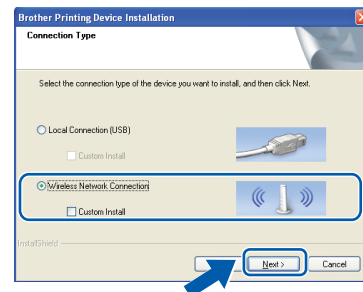 Brother Printing Device Installation
Connection Type
Select the connection type of the device you want to install, and then click Next.
Local Connection (USB)
Custom Install
Wireless Network Connection
Custom Install
InstallShield
Next >
Cancel